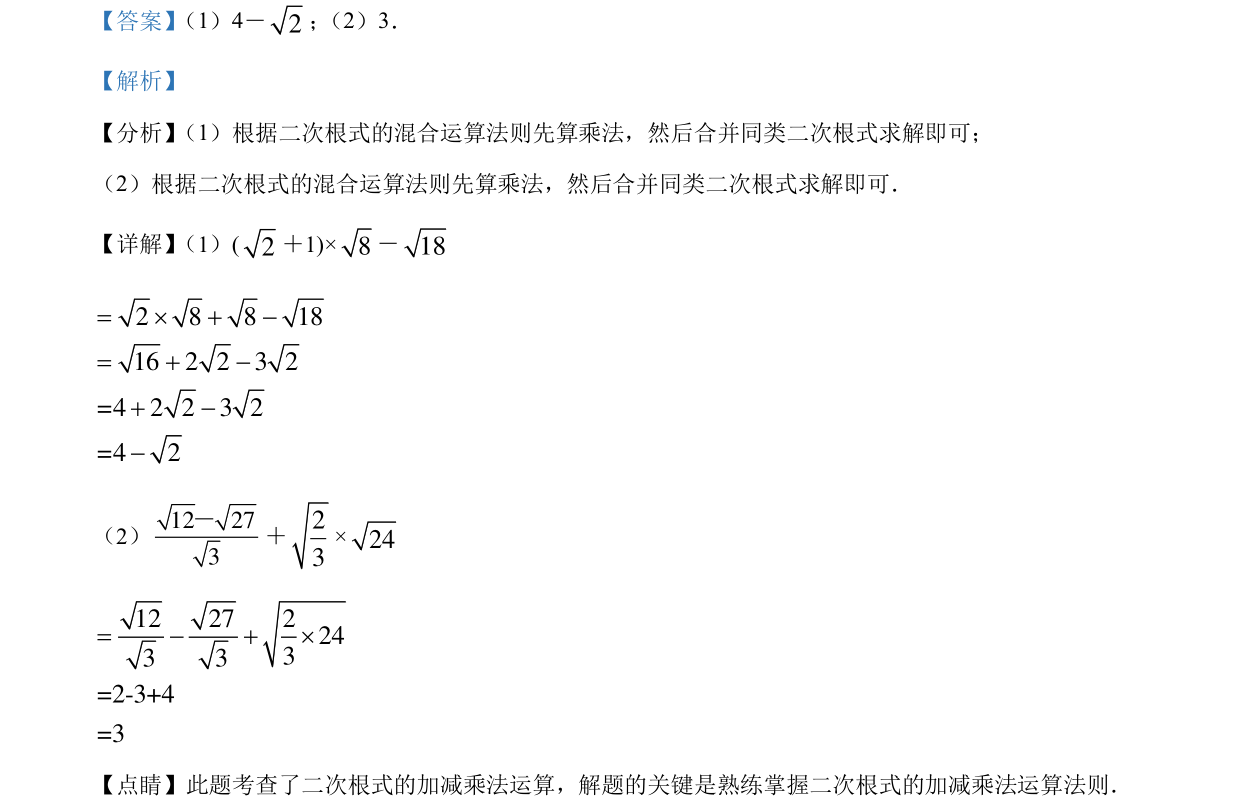 【答案】（1）4－√2；（2）3．
【解析】
【分析】（1）根据二次根式的混合运算法则先算乘法，然后合并同类二次根式求解即可；
（2）根据二次根式的混合运算法则先算乘法，然后合并同类二次根式求解即可．
【详解】（1）(√2＋1)×√8－√18
=√2×√8+√8−√18
=√16+2√2−3√2
=4+2√2−3√2
=4−√2
（2）(√12－√27)/√3＋√(2/3)×√24
=√12/√3−√27/√3+√(2/3×24)
=2-3+4
=3
【点睛】此题考查了二次根式的加减乘法运算，解题的关键是熟练掌握二次根式的加减乘法运算法则．